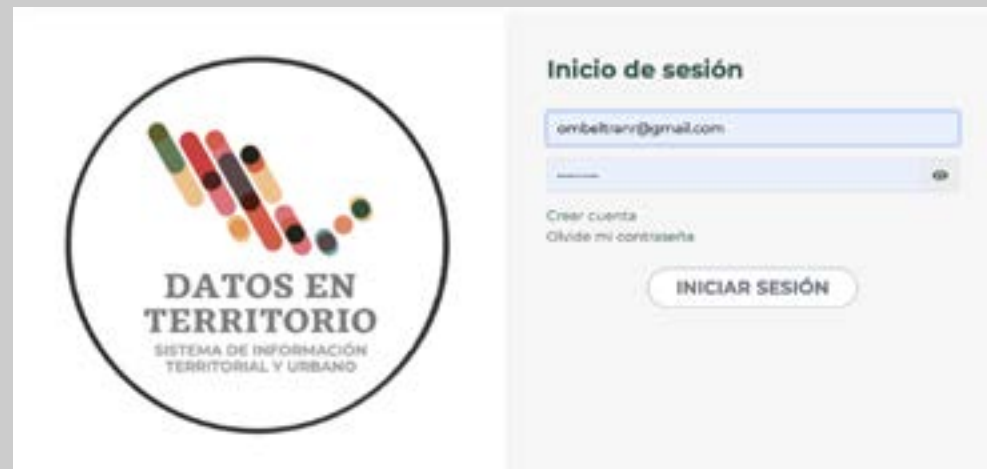 DATOS EN
TERRITORIO
SISTEMA DE INFORMACIÓN
TERRITORIAL Y URBANO
Inicio de sesión
ombeltranr@gmail.com
Crear cuenta
Olvide mi contraseña
INICIAR SESIÓN